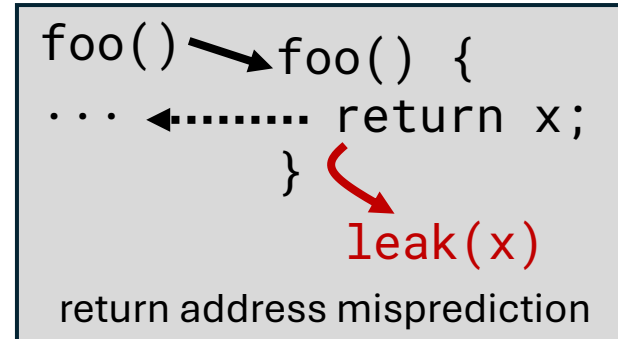 foo() foo() {
... return x;
}
leak(x)
return address misprediction